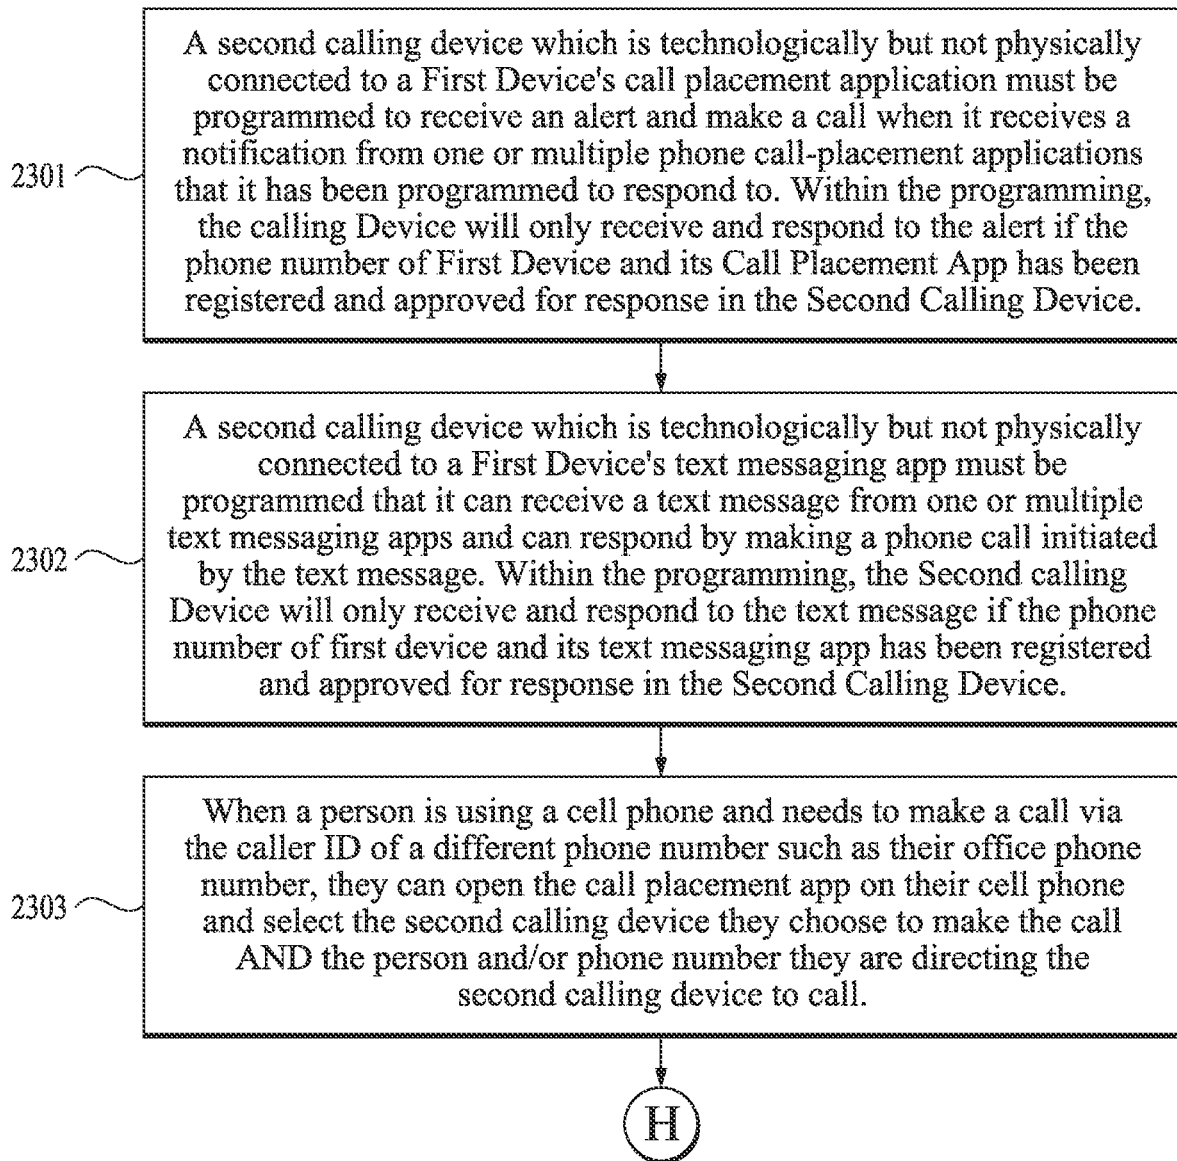 A second calling device which is technologically but not physically
connected to a First Device's call placement application must be
programmed to receive an alert and make a call when it receives a
notification from one or multiple phone call-placement applications
that it has been programmed to respond to. Within the programming,
the calling Device will only receive and respond to the alert if the
phone number of First Device and its Call Placement App has been
registered and approved for response in the Second Calling Device.
2301
A second calling device which is technologically but not physically
connected to a First Device's text messaging app must be
programmed that it can receive a text message from one or multiple
text messaging apps and can respond by making a phone call initiated
by the text message. Within the programming, the Second calling
Device will only receive and respond to the text message if the phone
number of first device and its text messaging app has been registered
and approved for response in the Second Calling Device.
2302
When a person is using a cell phone and needs to make a call via
the caller ID of a different phone number such as their office phone
number, they can open the call placement app on their cell phone
and select the second calling device they choose to make the call
AND the person and/or phone number they are directing the
second calling device to call.
2303
H